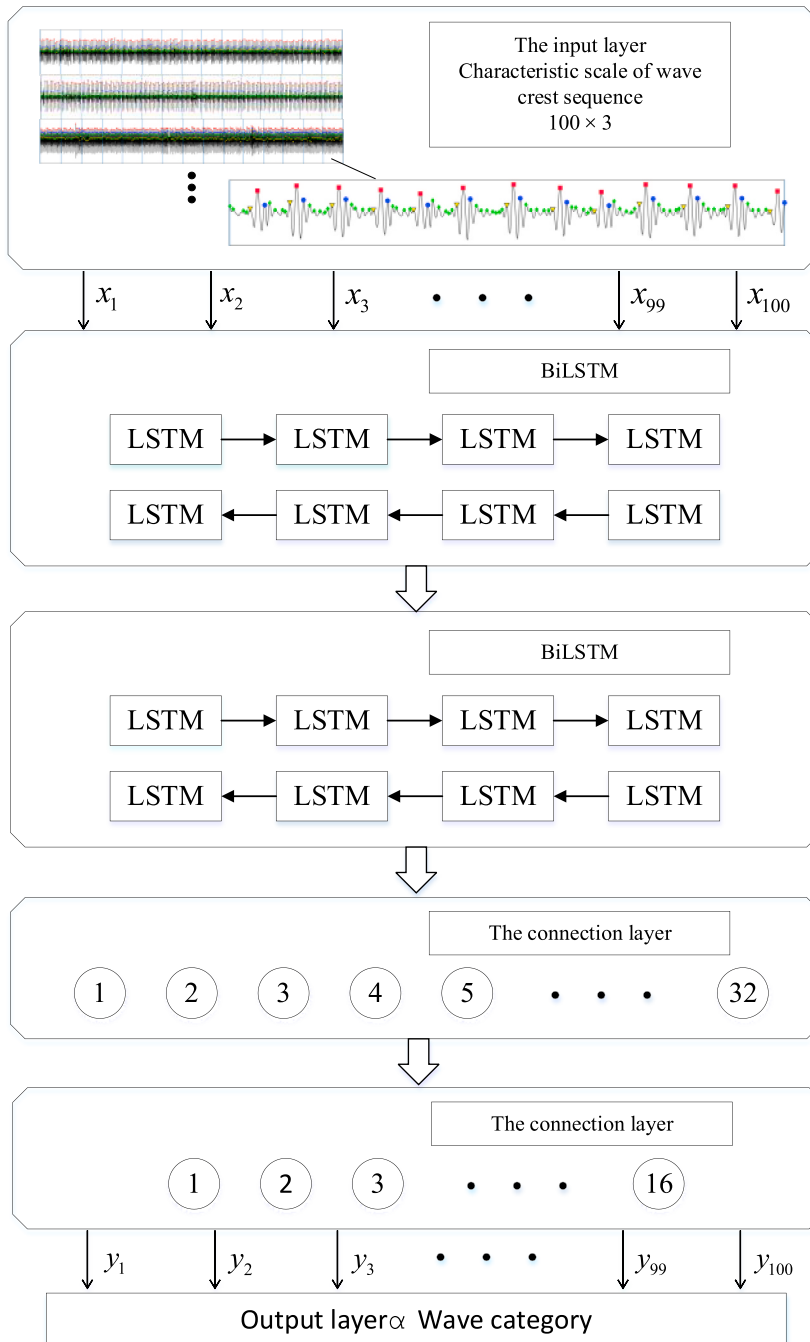 The input layer
Characteristic scale of wave
crest sequence
100 × 3
x1 x2 x3 • • • x99 x100
BiLSTM
LSTM LSTM LSTM LSTM
LSTM LSTM LSTM LSTM
BiLSTM
LSTM LSTM LSTM LSTM
LSTM LSTM LSTM LSTM
The connection layer
1 2 3 4 5 • • • 32
The connection layer
1 2 3 • • • 16
y1 y2 y3 • • • y99 y100
Output layerα Wave category